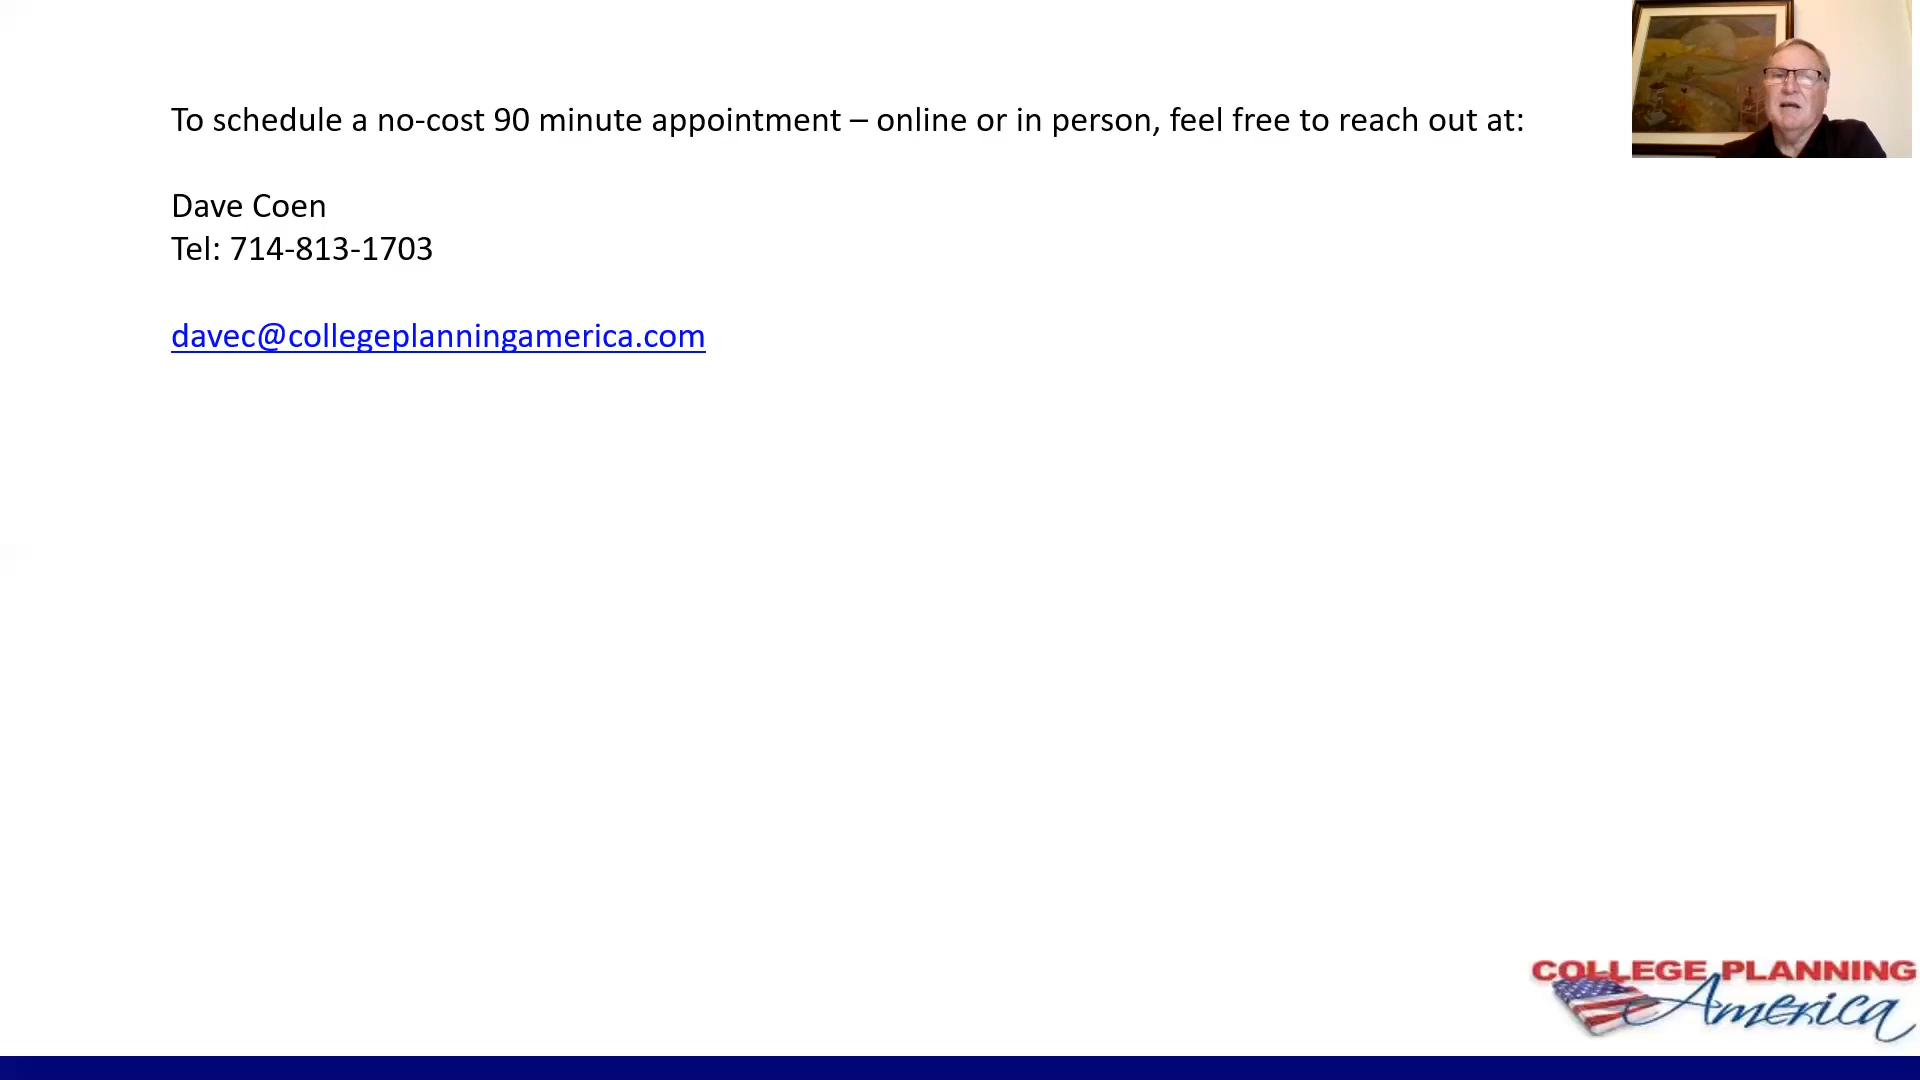 To schedule a no-cost 90 minute appointment – online or in person, feel free to reach out at:
Dave Coen
Tel: 714-813-1703
davec@collegeplanningamerica.com
COLLEGE PLANNING
America